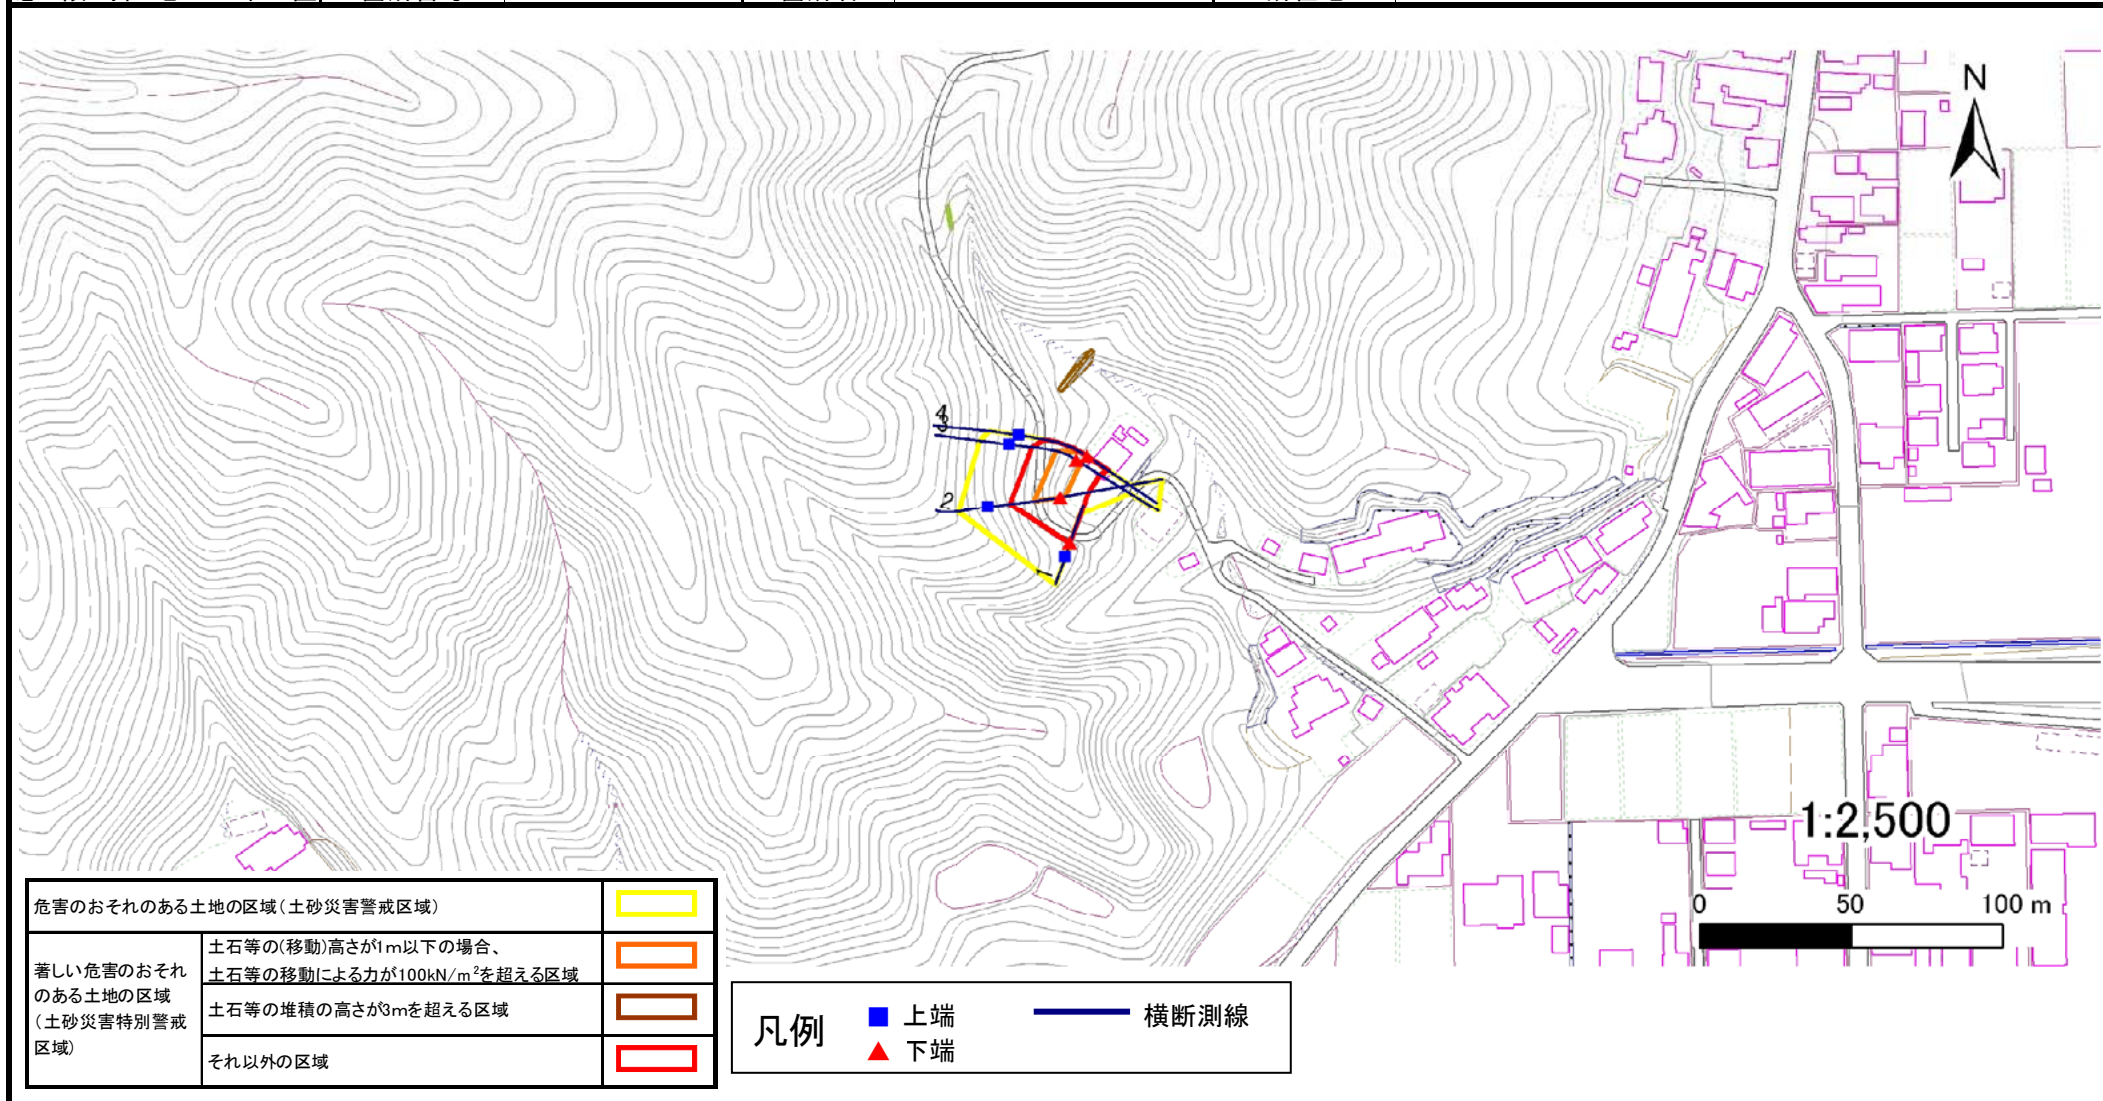 N
4
3
2
1
1:2,500
0 50 100 m
危害のおそれのある土地の区域(土砂災害警戒区域)
著しい危害のおそれ
のある土地の区域
(土砂災害特別警戒
区域)
土石等の(移動)高さが1m以下の場合、
土石等の移動による力が100kN/m²を超える区域
土石等の堆積の高さが3mを超える区域
それ以外の区域
凡例
上端
下端
横断測線